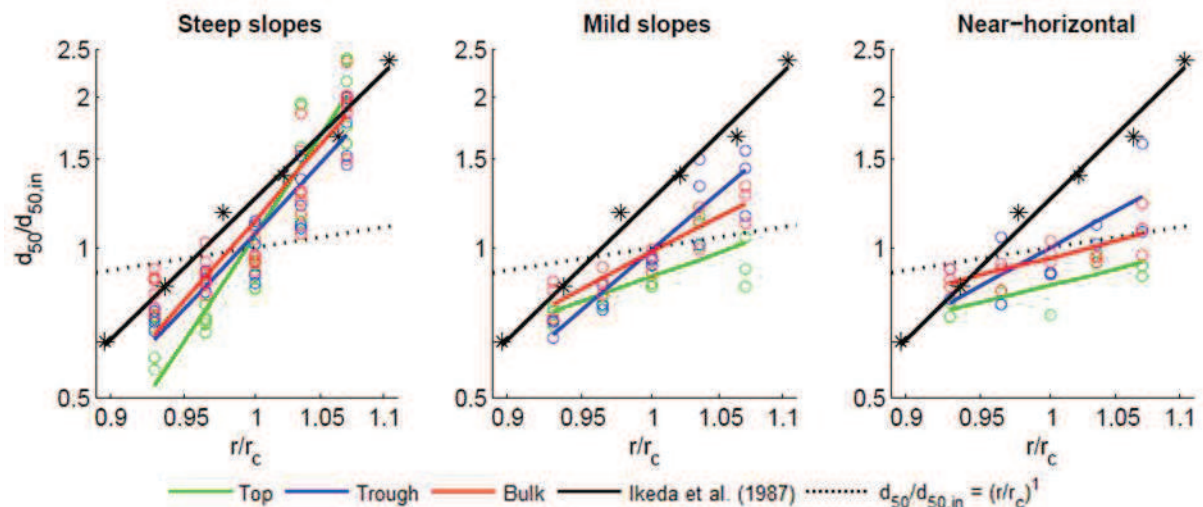 Steep slopes
Mild slopes
Near-horizontal
d50/d50,in
2.5
2
1.5
1
0.5
0.9 0.95 1 1.05 1.1
r/rc
2.5
2
1.5
1
0.5
0.9 0.95 1 1.05 1.1
r/rc
2.5
2
1.5
1
0.5
0.9 0.95 1 1.05 1.1
r/rc
Top Trough Bulk Ikeda et al. (1987) d50/d50,in = (r/rc)^1